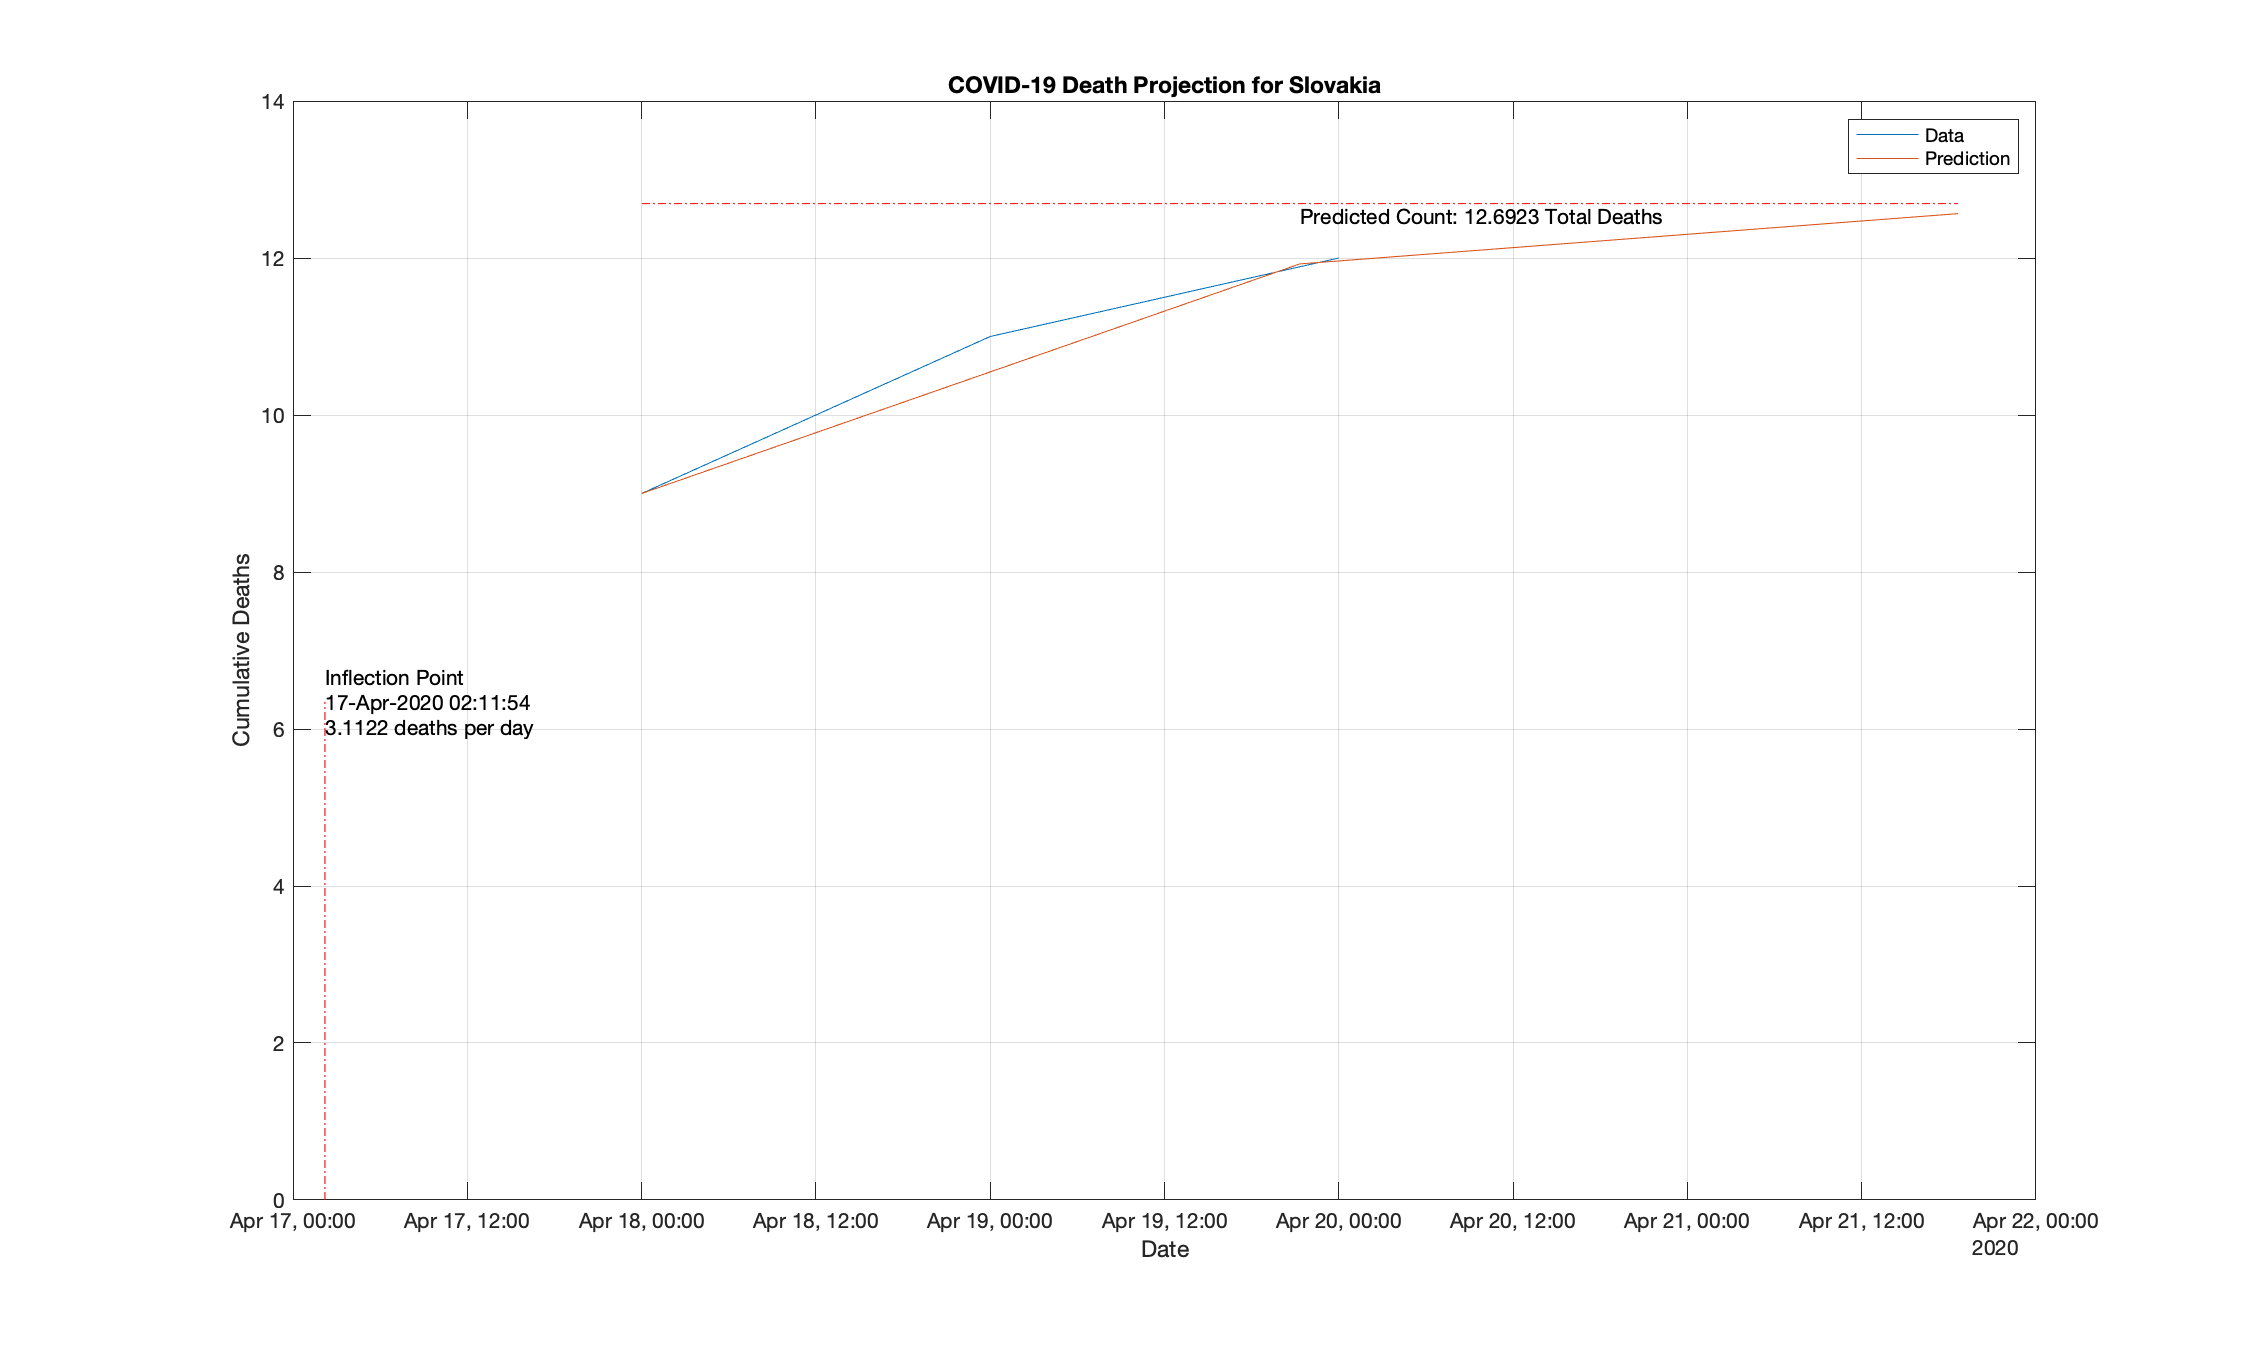 COVID-19 Death Projection for Slovakia
14
12
10
8
6
4
2
0
Cumulative Deaths
Data
Prediction
Predicted Count: 12.6923 Total Deaths
Inflection Point
17-Apr-2020 02:11:54
3.1122 deaths per day
Apr 17, 00:00
Apr 17, 12:00
Apr 18, 00:00
Apr 18, 12:00
Apr 19, 00:00
Apr 19, 12:00
Apr 20, 00:00
Apr 20, 12:00
Apr 21, 00:00
Apr 21, 12:00
Apr 22, 00:00
2020
Date